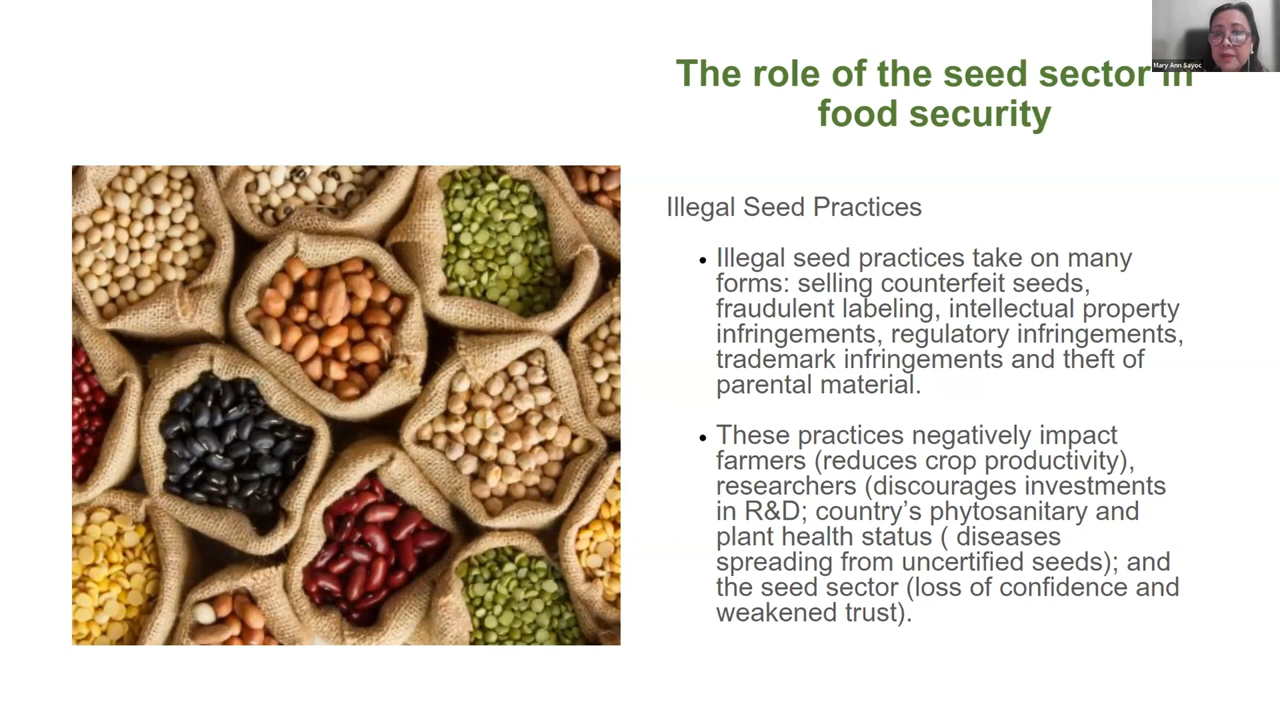 The role of the seed sector in
food security
Mary Ann Sayoc
Illegal Seed Practices
• Illegal seed practices take on many
forms: selling counterfeit seeds,
fraudulent labeling, intellectual property
infringements, regulatory infringements,
trademark infringements and theft of
parental material.
• These practices negatively impact
farmers (reduces crop productivity),
researchers (discourages investments
in R&D; country’s phytosanitary and
plant health status ( diseases
spreading from uncertified seeds); and
the seed sector (loss of confidence and
weakened trust).